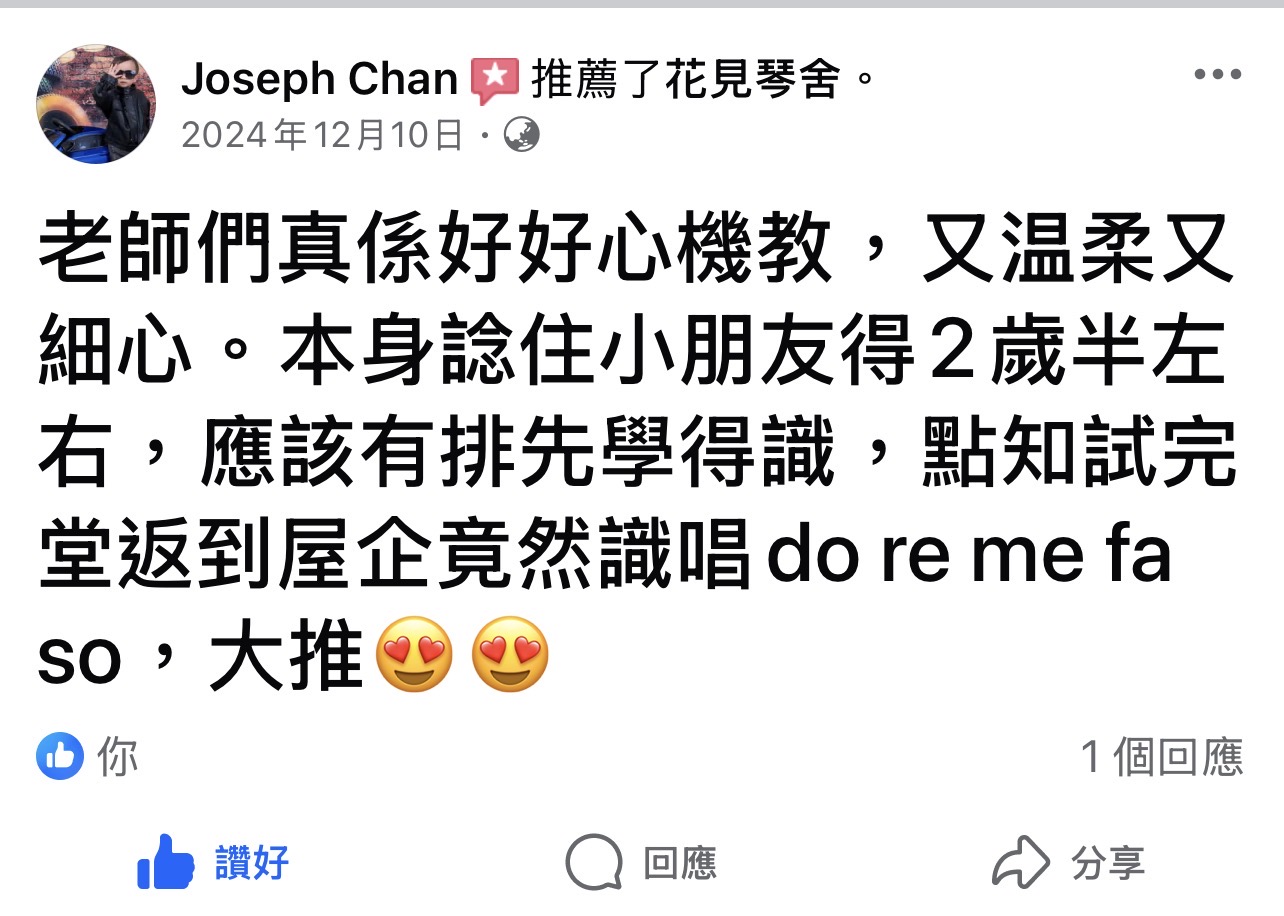 Joseph Chan 推薦了花見琴舍。
2024年12月10日 ·
老師們真係好好心機教，又温柔又
細心。本身諗住小朋友得2歲半左
右，應該有排先學得識，點知試完
堂返到屋企竟然識唱do re me fa
so，大推😍😍
你
1 個回應
讚好
回應
分享